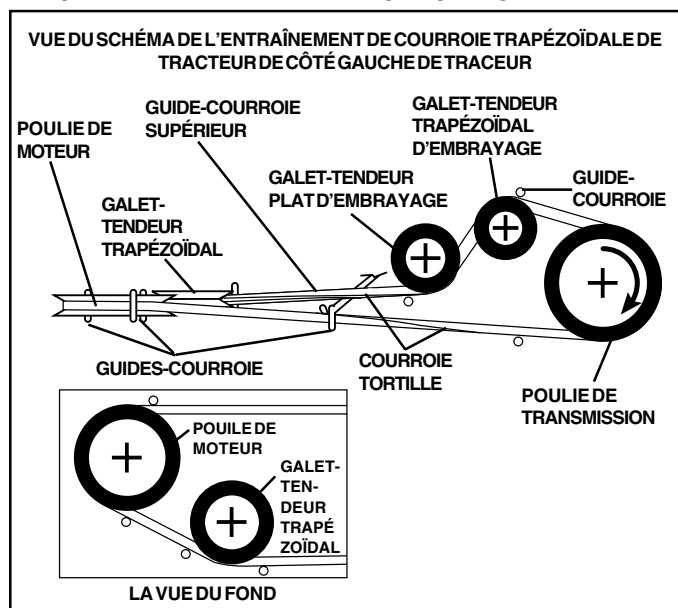 VUE DU SCHÉMA DE L'ENTRAÎNEMENT DE COURROIE TRAPÉZOÏDALE DE
TRACTEUR DE CÔTÉ GAUCHE DE TRACEUR
POULIE DE
MOTEUR
GUIDE-COURROIE
SUPÉRIEUR
GALET-TENDEUR
TRAPÉZOÏDAL
D'EMBRAYAGE
GALET-
TENDEUR
TRAPÉZOÏDAL
GALET-TENDEUR
PLAT D'EMBRAYAGE
GUIDE-
COURROIE
GUIDES-COURROIE
COURROIE
TORTILLE
POULIE DE
TRANSMISSION
POUILE DE
MOTEUR
GALET-
TEN-
DEUR
TRAPÉ
ZOÏDAL
LA VUE DU FOND